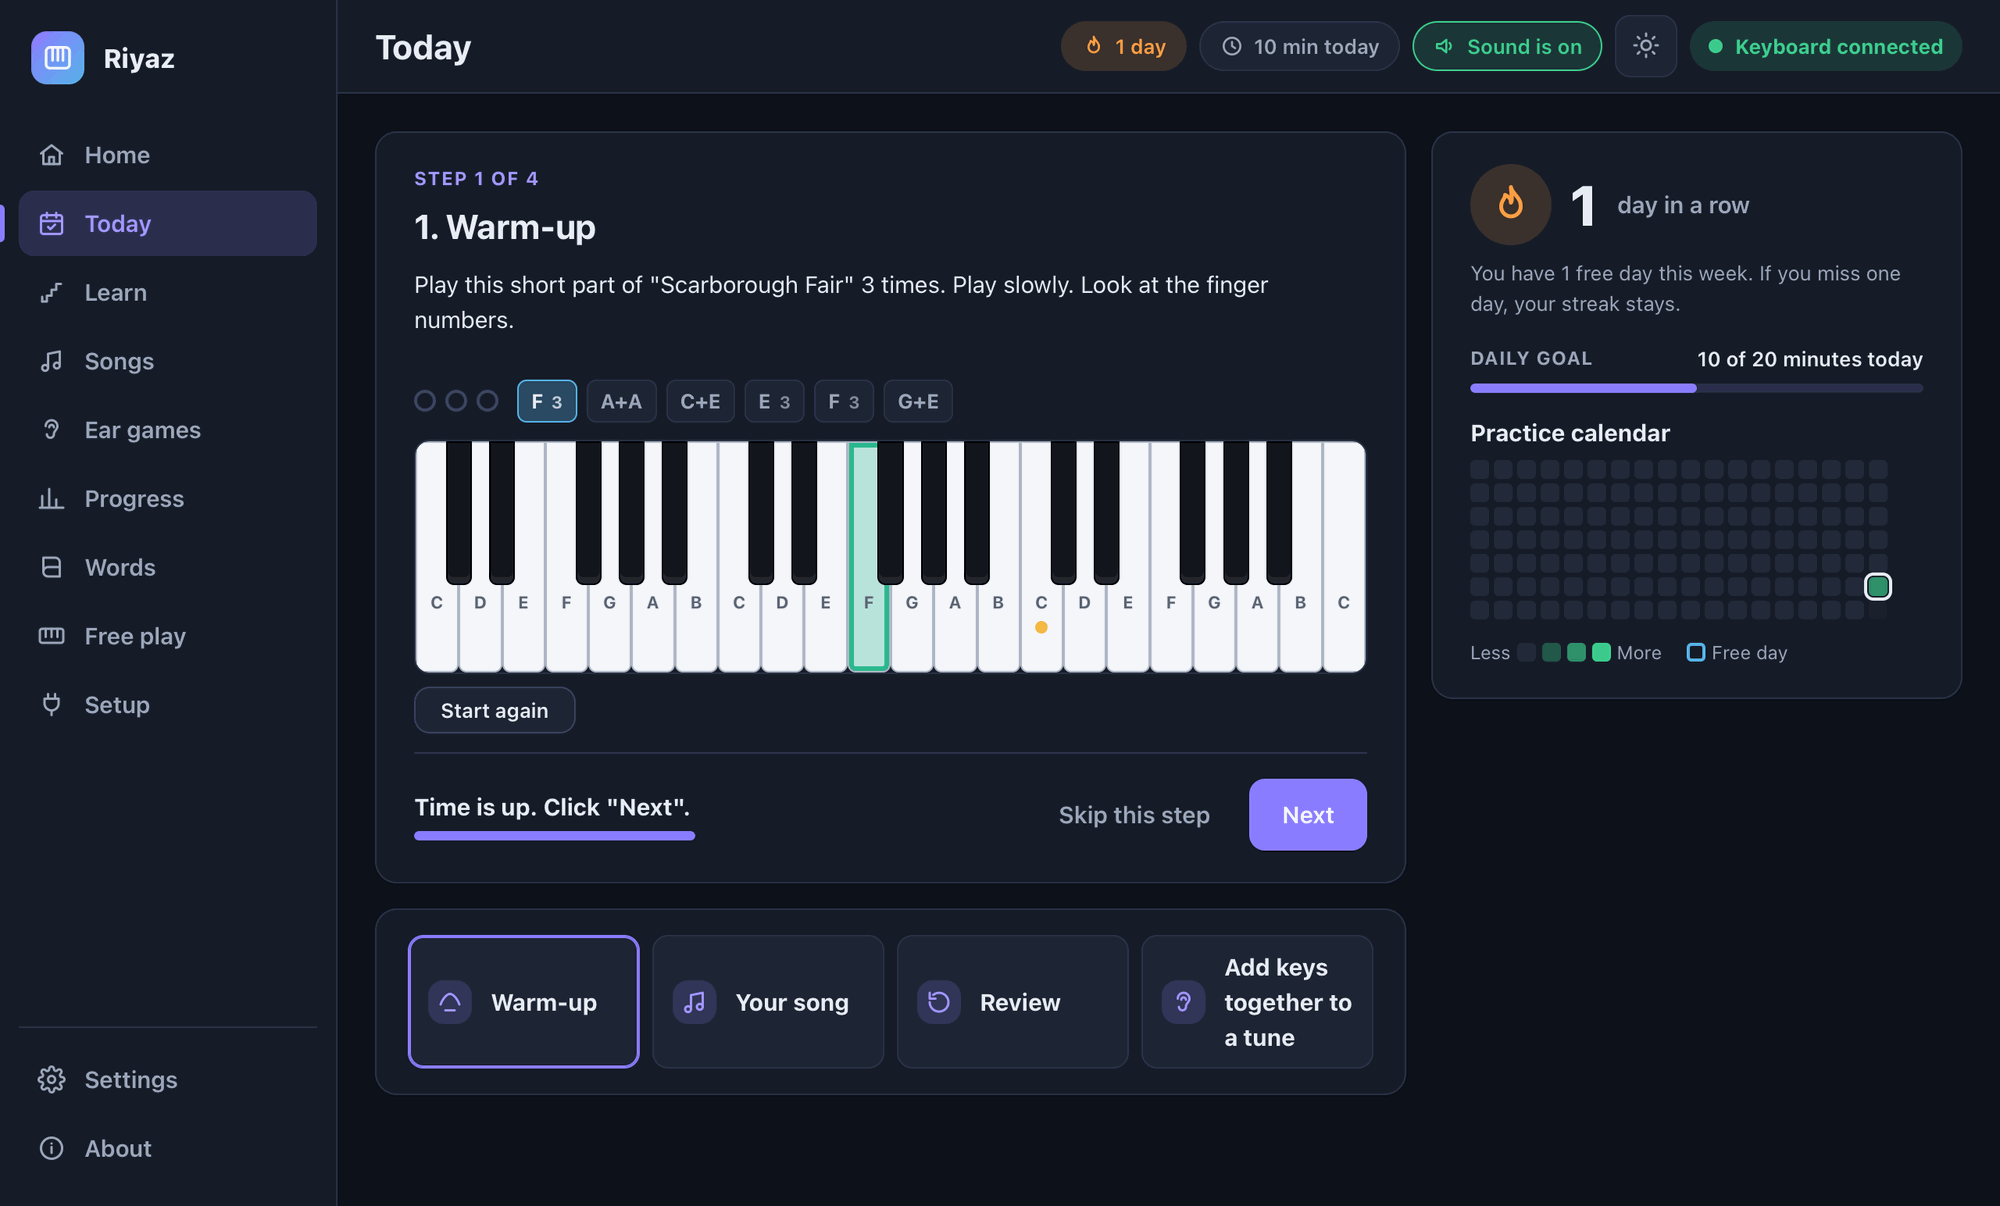 Riyaz
Home
Today
Learn
Songs
Ear games
Progress
Words
Free play
Setup
Settings
About
Today
1 day
10 min today
Sound is on
Keyboard connected
STEP 1 OF 4
1. Warm-up
Play this short part of "Scarborough Fair" 3 times. Play slowly. Look at the finger
numbers.
F 3
A+A
C+E
E 3
F 3
G+E
C D E F G A B C D E F G A B C D E F G A B C
Start again
Time is up. Click "Next".
Skip this step
Next
Warm-up
Your song
Review
Add keys
together to
a tune
1 day in a row
You have 1 free day this week. If you miss one
day, your streak stays.
DAILY GOAL
10 of 20 minutes today
Practice calendar
Less
More
Free day